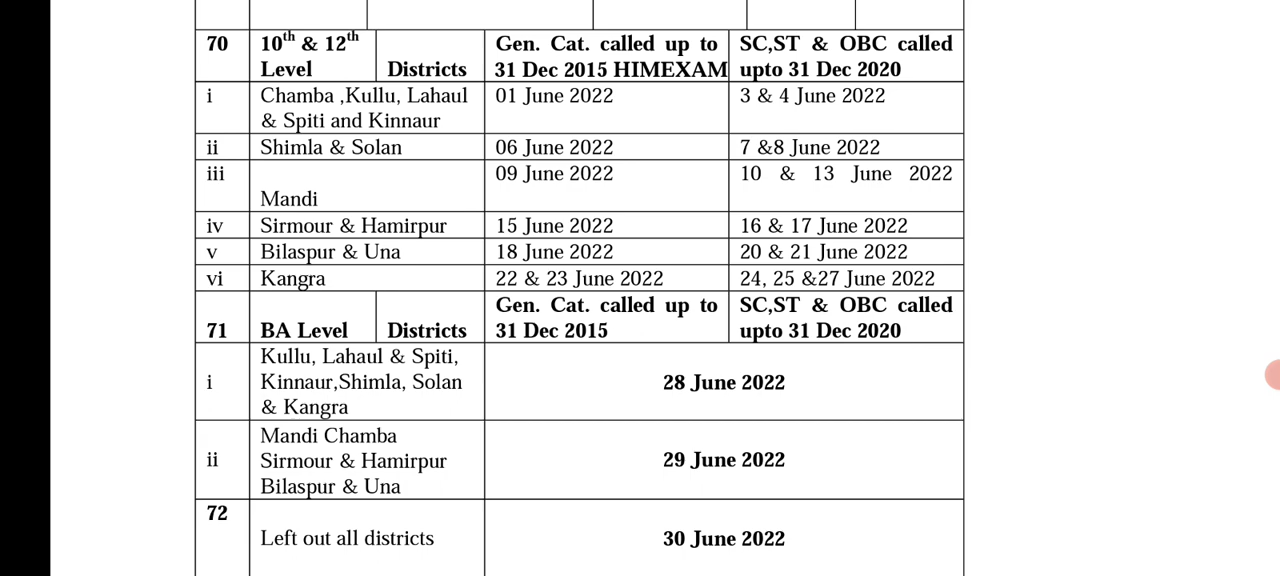 70 10th & 12th Level Districts Gen. Cat. called up to 31 Dec 2015 HIMEXAM SC,ST & OBC called upto 31 Dec 2020
i Chamba ,Kullu, Lahaul & Spiti and Kinnaur 01 June 2022 3 & 4 June 2022
ii Shimla & Solan 06 June 2022 7 &8 June 2022
iii Mandi 09 June 2022 10 & 13 June 2022
iv Sirmour & Hamirpur 15 June 2022 16 & 17 June 2022
v Bilaspur & Una 18 June 2022 20 & 21 June 2022
vi Kangra 22 & 23 June 2022 24, 25 &27 June 2022
71 BA Level Districts Gen. Cat. called up to 31 Dec 2015 SC,ST & OBC called upto 31 Dec 2020
i Kullu, Lahaul & Spiti, Kinnaur,Shimla, Solan & Kangra 28 June 2022
ii Mandi Chamba Sirmour & Hamirpur Bilaspur & Una 29 June 2022
72 Left out all districts 30 June 2022